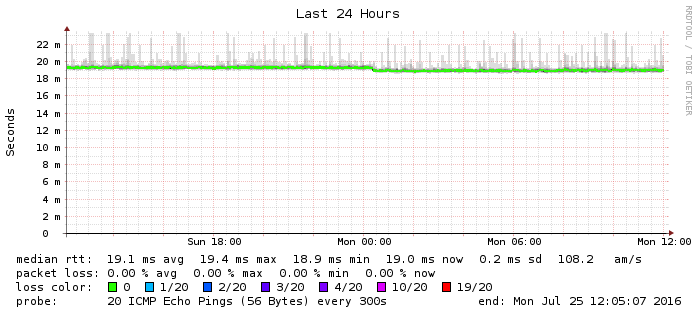 Last 24 Hours
RRDTOOL / TOBI OETIKER
Seconds
22 m
20 m
18 m
16 m
14 m
12 m
10 m
8 m
6 m
4 m
2 m
0
Sun 18:00 Mon 00:00 Mon 06:00 Mon 12:00
median rtt: 19.1 ms avg 19.4 ms max 18.9 ms min 19.0 ms now 0.2 ms sd 108.2 am/s
packet loss: 0.00 % avg 0.00 % max 0.00 % min 0.00 % now
loss color: 0 1/20 2/20 3/20 4/20 10/20 19/20
probe: 20 ICMP Echo Pings (56 Bytes) every 300s end: Mon Jul 25 12:05:07 2016